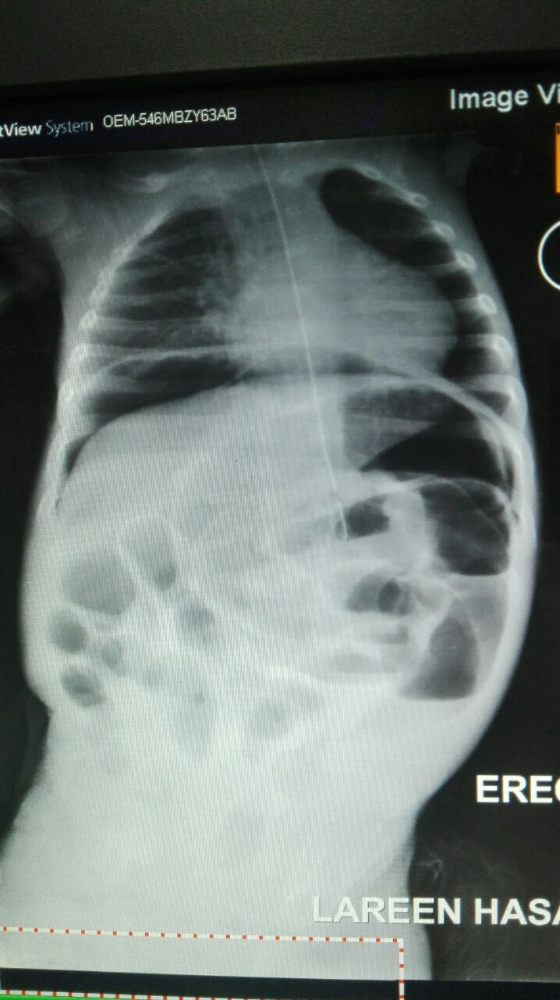 tView System OEM-546MBZY63AB
Image Vi
EREC
LAREEN HASA